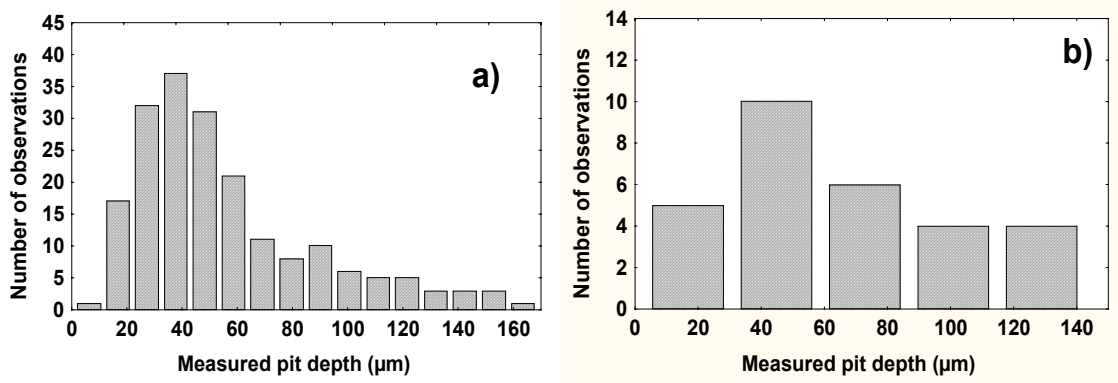 45
40
35
30
25
20
15
10
5
0
Number of observations
a)
0 20 40 60 80 100 120 140 160
Measured pit depth (µm)
14
12
10
8
6
4
2
0
Number of observations
b)
20 40 60 80 100 120 140
Measured pit depth (µm)